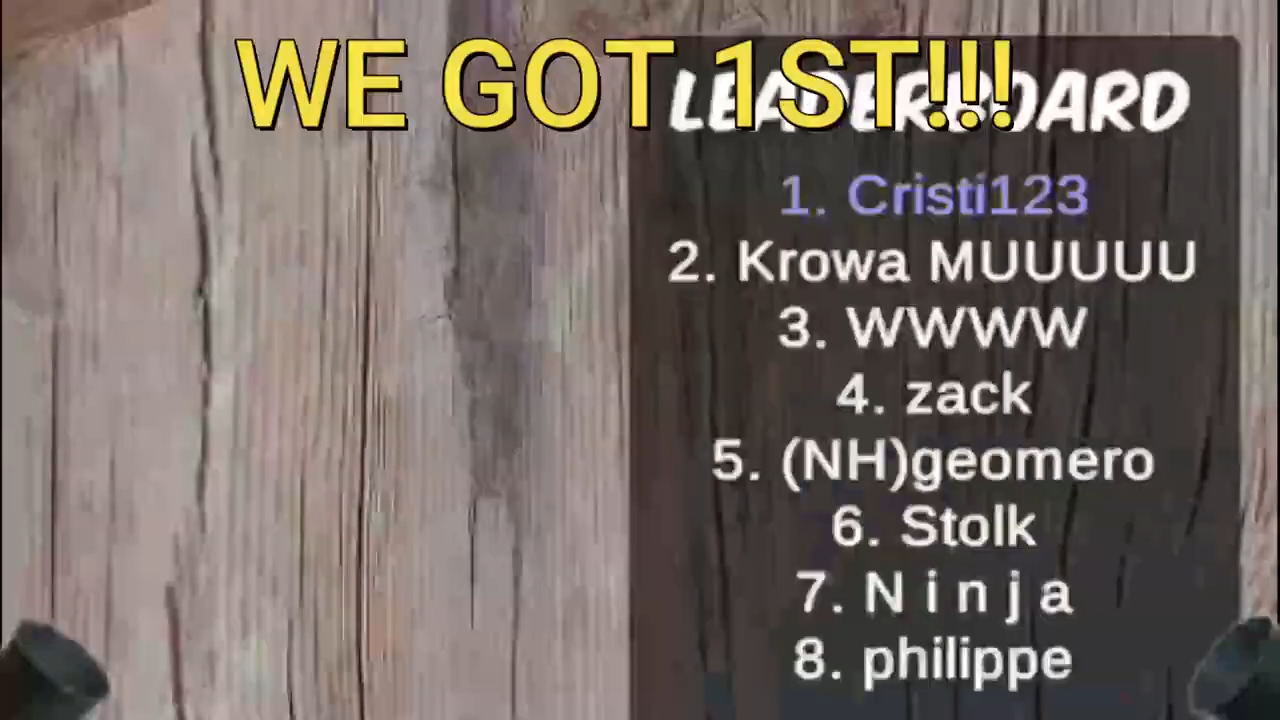 WE GOT 1ST!!!
LEADERBOARD
1. Cristi123
2. Krowa MUUUUU
3. WWWW
4. zack
5. (NH)geomero
6. Stolk
7. N i n j a
8. philippe